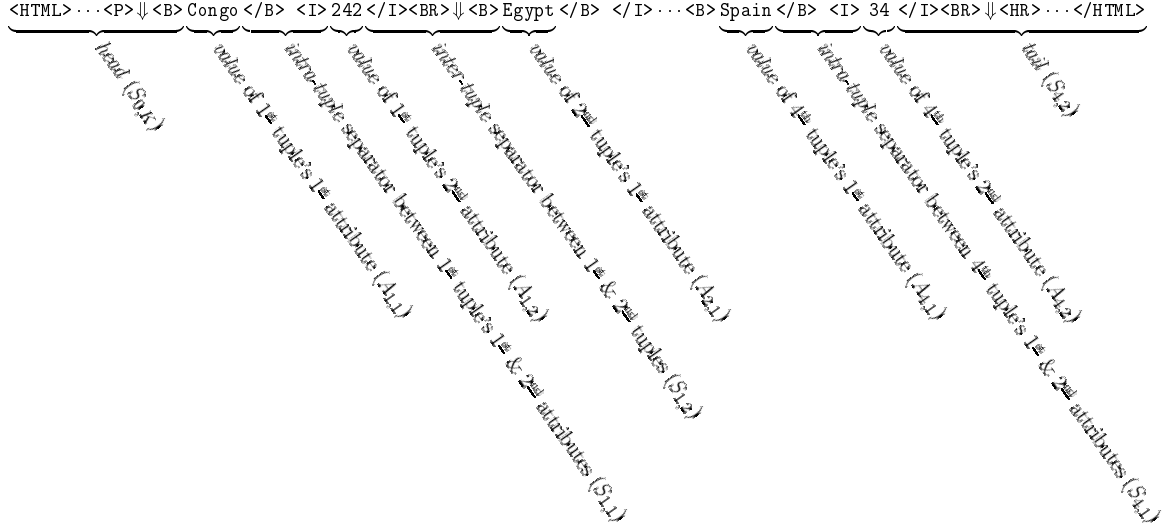 <HTML>···<P>⇓<B>Congo</B> <I>242</I><BR>⇓<B>Egypt</B> </I>···<B>Spain</B> <I> 34 </I><BR>⇓<HR>···</HTML>
head (S0,K)
value of 1st tuple's 1st attribute (A1,1)
intra-tuple separator between 1st tuple's 1st & 2nd attributes (S1,1)
value of 1st tuple's 2nd attribute (A1,2)
inter-tuple separator between 1st & 2nd tuples (S1,2)
value of 2nd tuple's 1st attribute (A2,1)
value of 4th tuple's 1st attribute (A4,1)
intra-tuple separator between 4th tuple's 1st & 2nd attributes (S4,1)
value of 4th tuple's 2nd attribute (A4,2)
tail (S4,2)